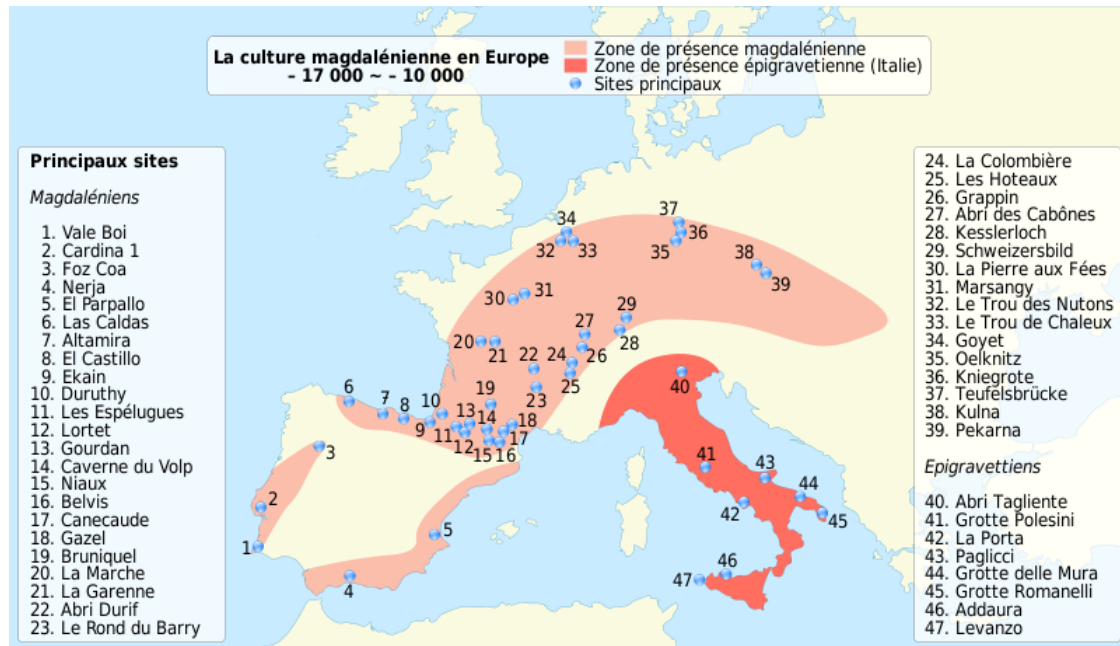 La culture magdalénienne en Europe
– 17 000 ~ – 10 000
Zone de présence magdalénienne
Zone de présence épigravetienne (Italie)
Sites principaux
Principaux sites
Magdaléniens
1. Vale Boi
2. Cardina 1
3. Foz Coa
4. Nerja
5. El Parpallo
6. Las Caldas
7. Altamira
8. El Castillo
9. Ekain
10. Duruthy
11. Les Espélugues
12. Lortet
13. Gourdan
14. Caverne du Volp
15. Niaux
16. Belvis
17. Canecaude
18. Gazel
19. Bruniquel
20. La Marche
21. La Garenne
22. Abri Durif
23. Le Rond du Barry
24. La Colombière
25. Les Hoteaux
26. Grappin
27. Abri des Cabônes
28. Kesslerloch
29. Schweizersbild
30. La Pierre aux Fées
31. Marsangy
32. Le Trou des Nutons
33. Le Trou de Chaleux
34. Goyet
35. Oelknitz
36. Kniegrote
37. Teufelsbrücke
38. Kulna
39. Pekarna
Epigravettiens
40. Abri Tagliente
41. Grotte Polesini
42. La Porta
43. Paglicci
44. Grotte delle Mura
45. Grotte Romanelli
46. Addaura
47. Levanzo
34
37
32
33
36
35
38
39
30
31
29
28
27
26
20
21
22
24
25
23
40
6
7
8
9
10
19
13
14
18
11
12
15
16
17
3
2
1
5
4
41
43
42
44
45
46
47